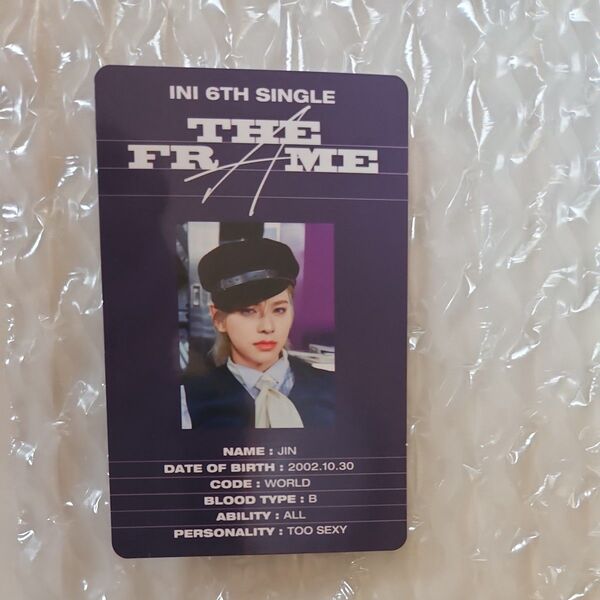 INI 6TH SINGLE
THE
FRAME
NAME : JIN
DATE OF BIRTH : 2002.10.30
CODE : WORLD
BLOOD TYPE : B
ABILITY : ALL
PERSONALITY : TOO SEXY